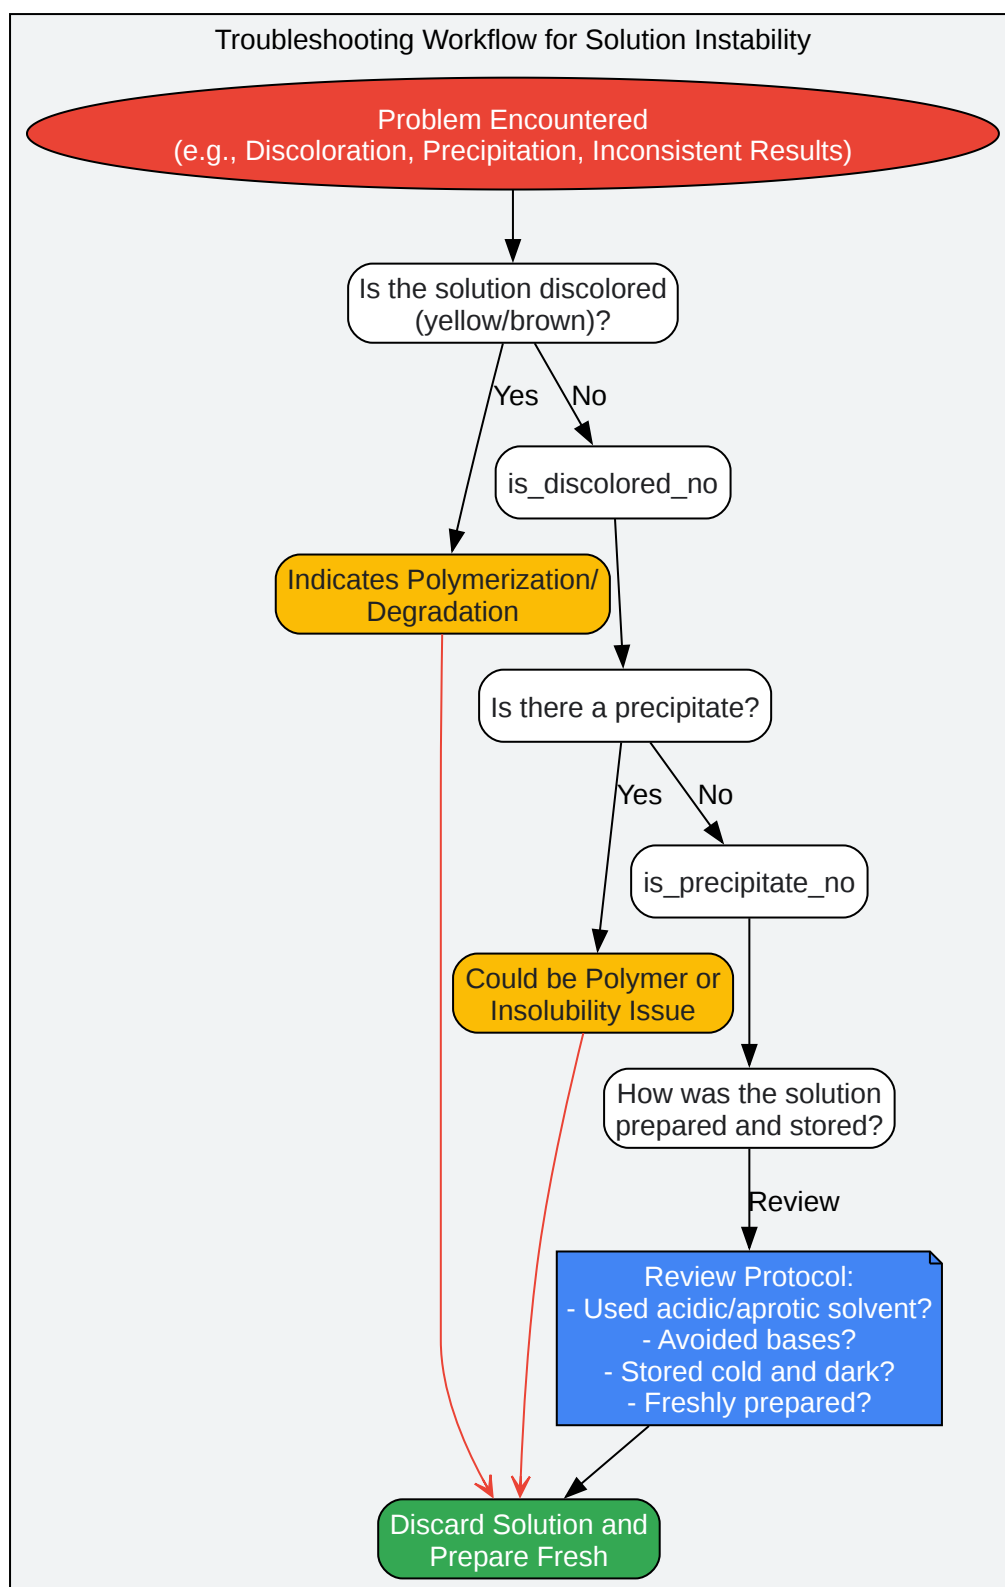 Troubleshooting Workflow for Solution Instability
Problem Encountered
(e.g., Discoloration, Precipitation, Inconsistent Results)
Is the solution discolored
(yellow/brown)?
Yes
No
is_discolored_no
Indicates Polymerization/
Degradation
Is there a precipitate?
Yes
No
is_precipitate_no
Could be Polymer or
Insolubility Issue
How was the solution
prepared and stored?
Review
Review Protocol:
- Used acidic/aprotic solvent?
- Avoided bases?
- Stored cold and dark?
- Freshly prepared?
Discard Solution and
Prepare Fresh